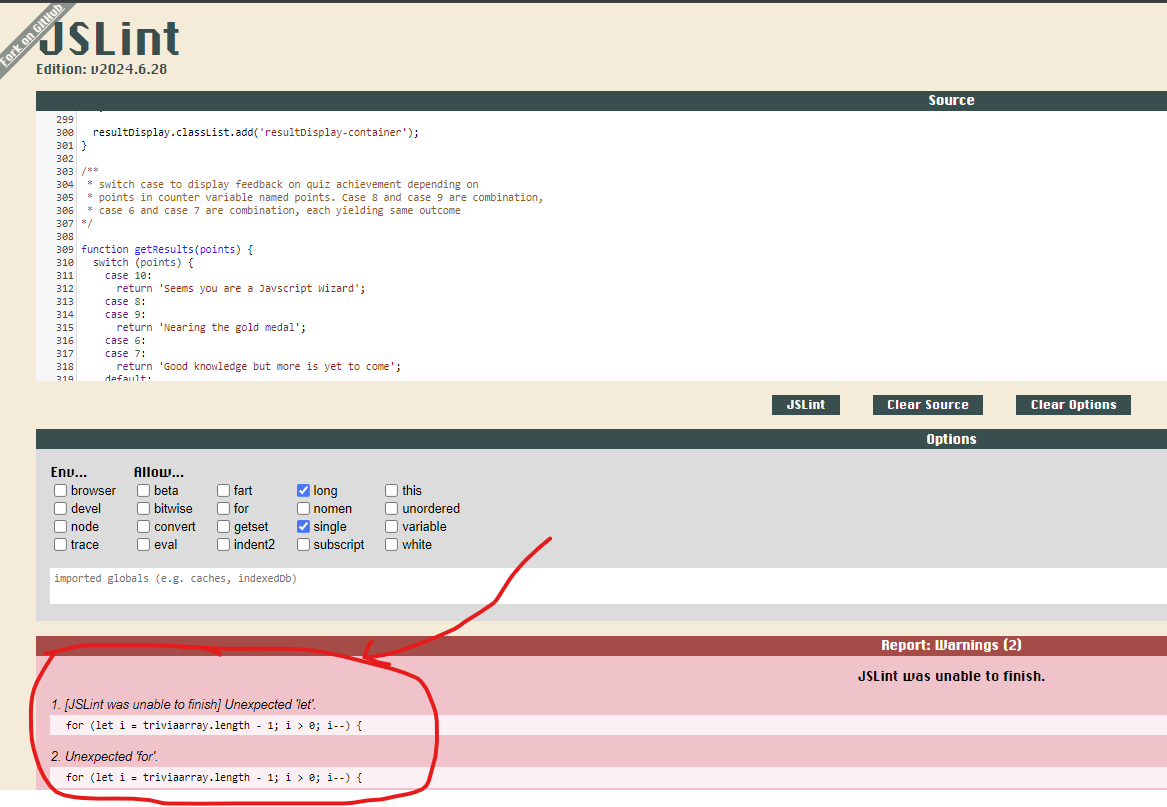 Fork on GitHub
JSLint
Edition: v2024.6.28
Source
299
300 resultDisplay.classList.add('resultDisplay-container');
301 }
302
303 /**
304 * switch case to display feedback on quiz achievement depending on
305 * points in counter variable named points. Case 8 and case 9 are combination,
306 * case 6 and case 7 are combination, each yielding same outcome
307 */
308
309 function getResults(points) {
310 switch (points) {
311 case 10:
312 return 'Seems you are a Javscript Wizard';
313 case 8:
314 case 9:
315 return 'Nearing the gold medal';
316 case 6:
317 case 7:
318 return 'Good knowledge but more is yet to come';
319 default:
JSLint Clear Source Clear Options
Options
Env... Allow...
browser beta fart long this
devel bitwise for nomen unordered
node convert getset single variable
trace eval indent2 subscript white
imported globals (e.g. caches, indexedDb)
Report: Warnings (2)
JSLint was unable to finish.
1. [JSLint was unable to finish] Unexpected 'let'.
for (let i = triviaarray.length - 1; i > 0; i--) {
2. Unexpected 'for'.
for (let i = triviaarray.length - 1; i > 0; i--) {